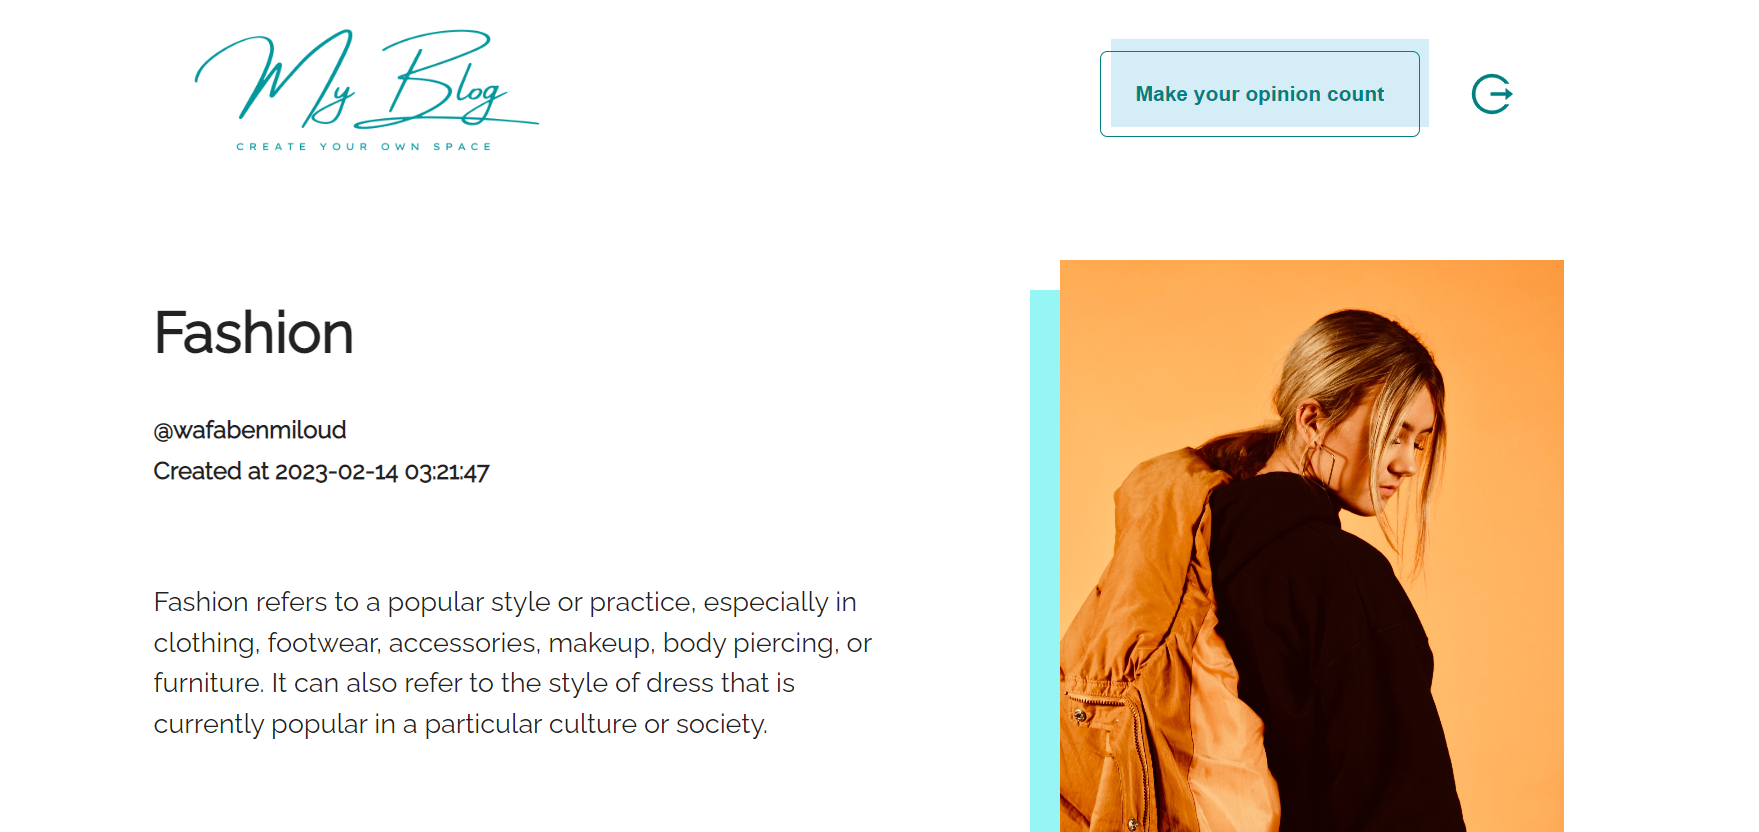 My Blog
CREATE YOUR OWN SPACE
Make your opinion count
Fashion
@wafabenmiloud
Created at 2023-02-14 03:21:47
Fashion refers to a popular style or practice, especially in
clothing, footwear, accessories, makeup, body piercing, or
furniture. It can also refer to the style of dress that is
currently popular in a particular culture or society.